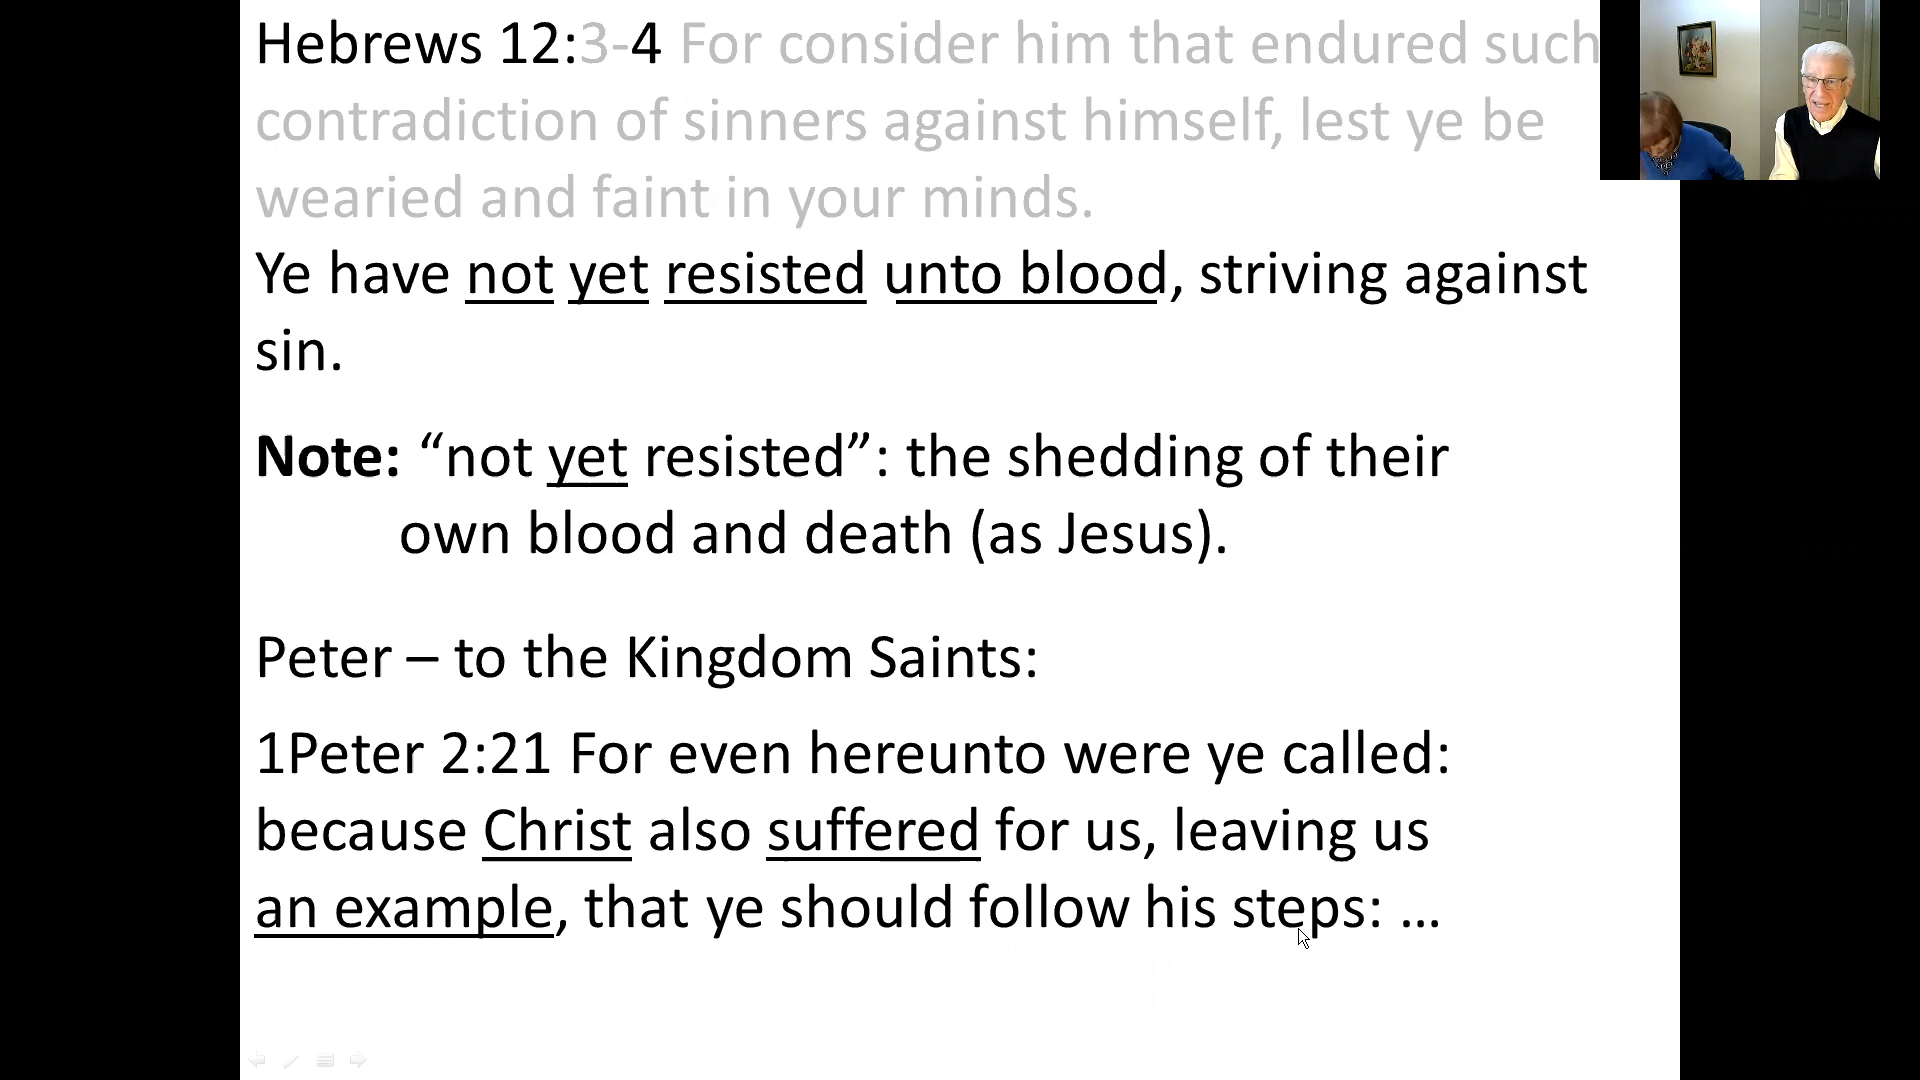 Hebrews 12:3-4 For consider him that endured such
contradiction of sinners against himself, lest ye be
wearied and faint in your minds.
Ye have not yet resisted unto blood, striving against
sin.
Note: “not yet resisted”: the shedding of their
own blood and death (as Jesus).
Peter – to the Kingdom Saints:
1Peter 2:21 For even hereunto were ye called:
because Christ also suffered for us, leaving us
an example, that ye should follow his steps: ...